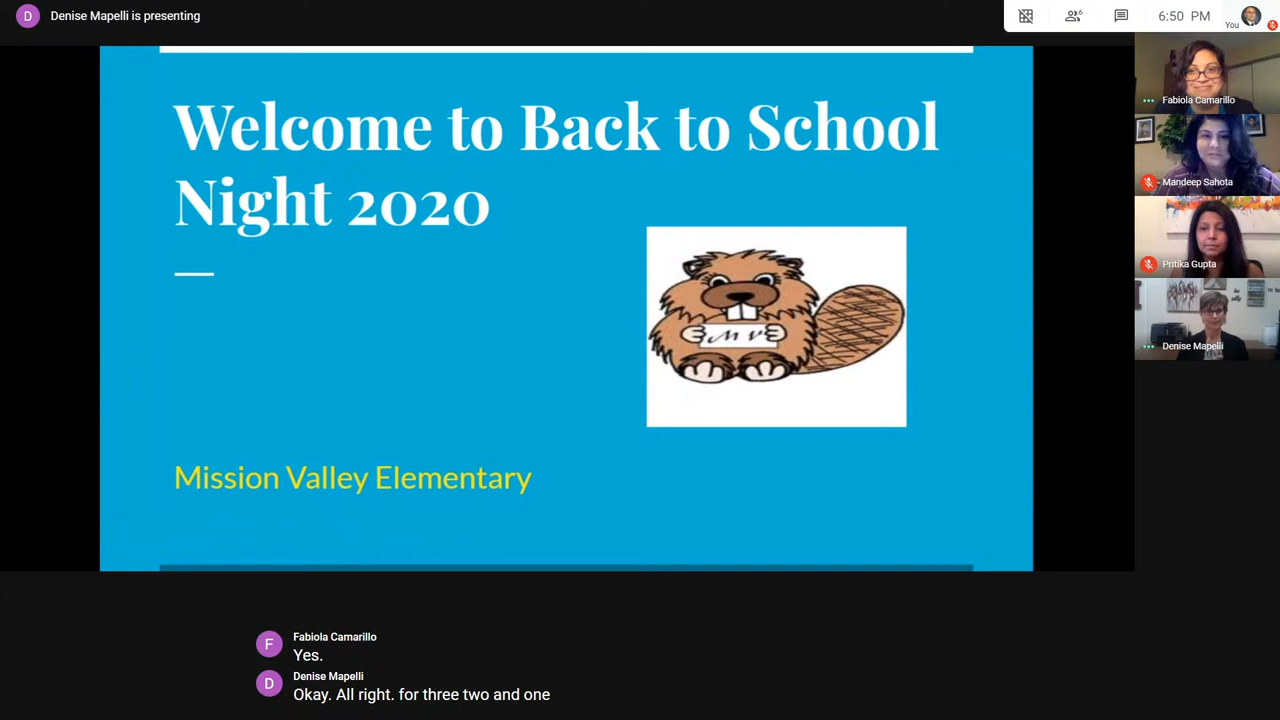 D Denise Mapelli is presenting
6 6:50 PM
You
Fabiola Camarillo
Mandeep Sahota
Pritika Gupta
Denise Mapelli
Welcome to Back to School
Night 2020
M V
Mission Valley Elementary
F Fabiola Camarillo
Yes.
D Denise Mapelli
Okay. All right. for three two and one